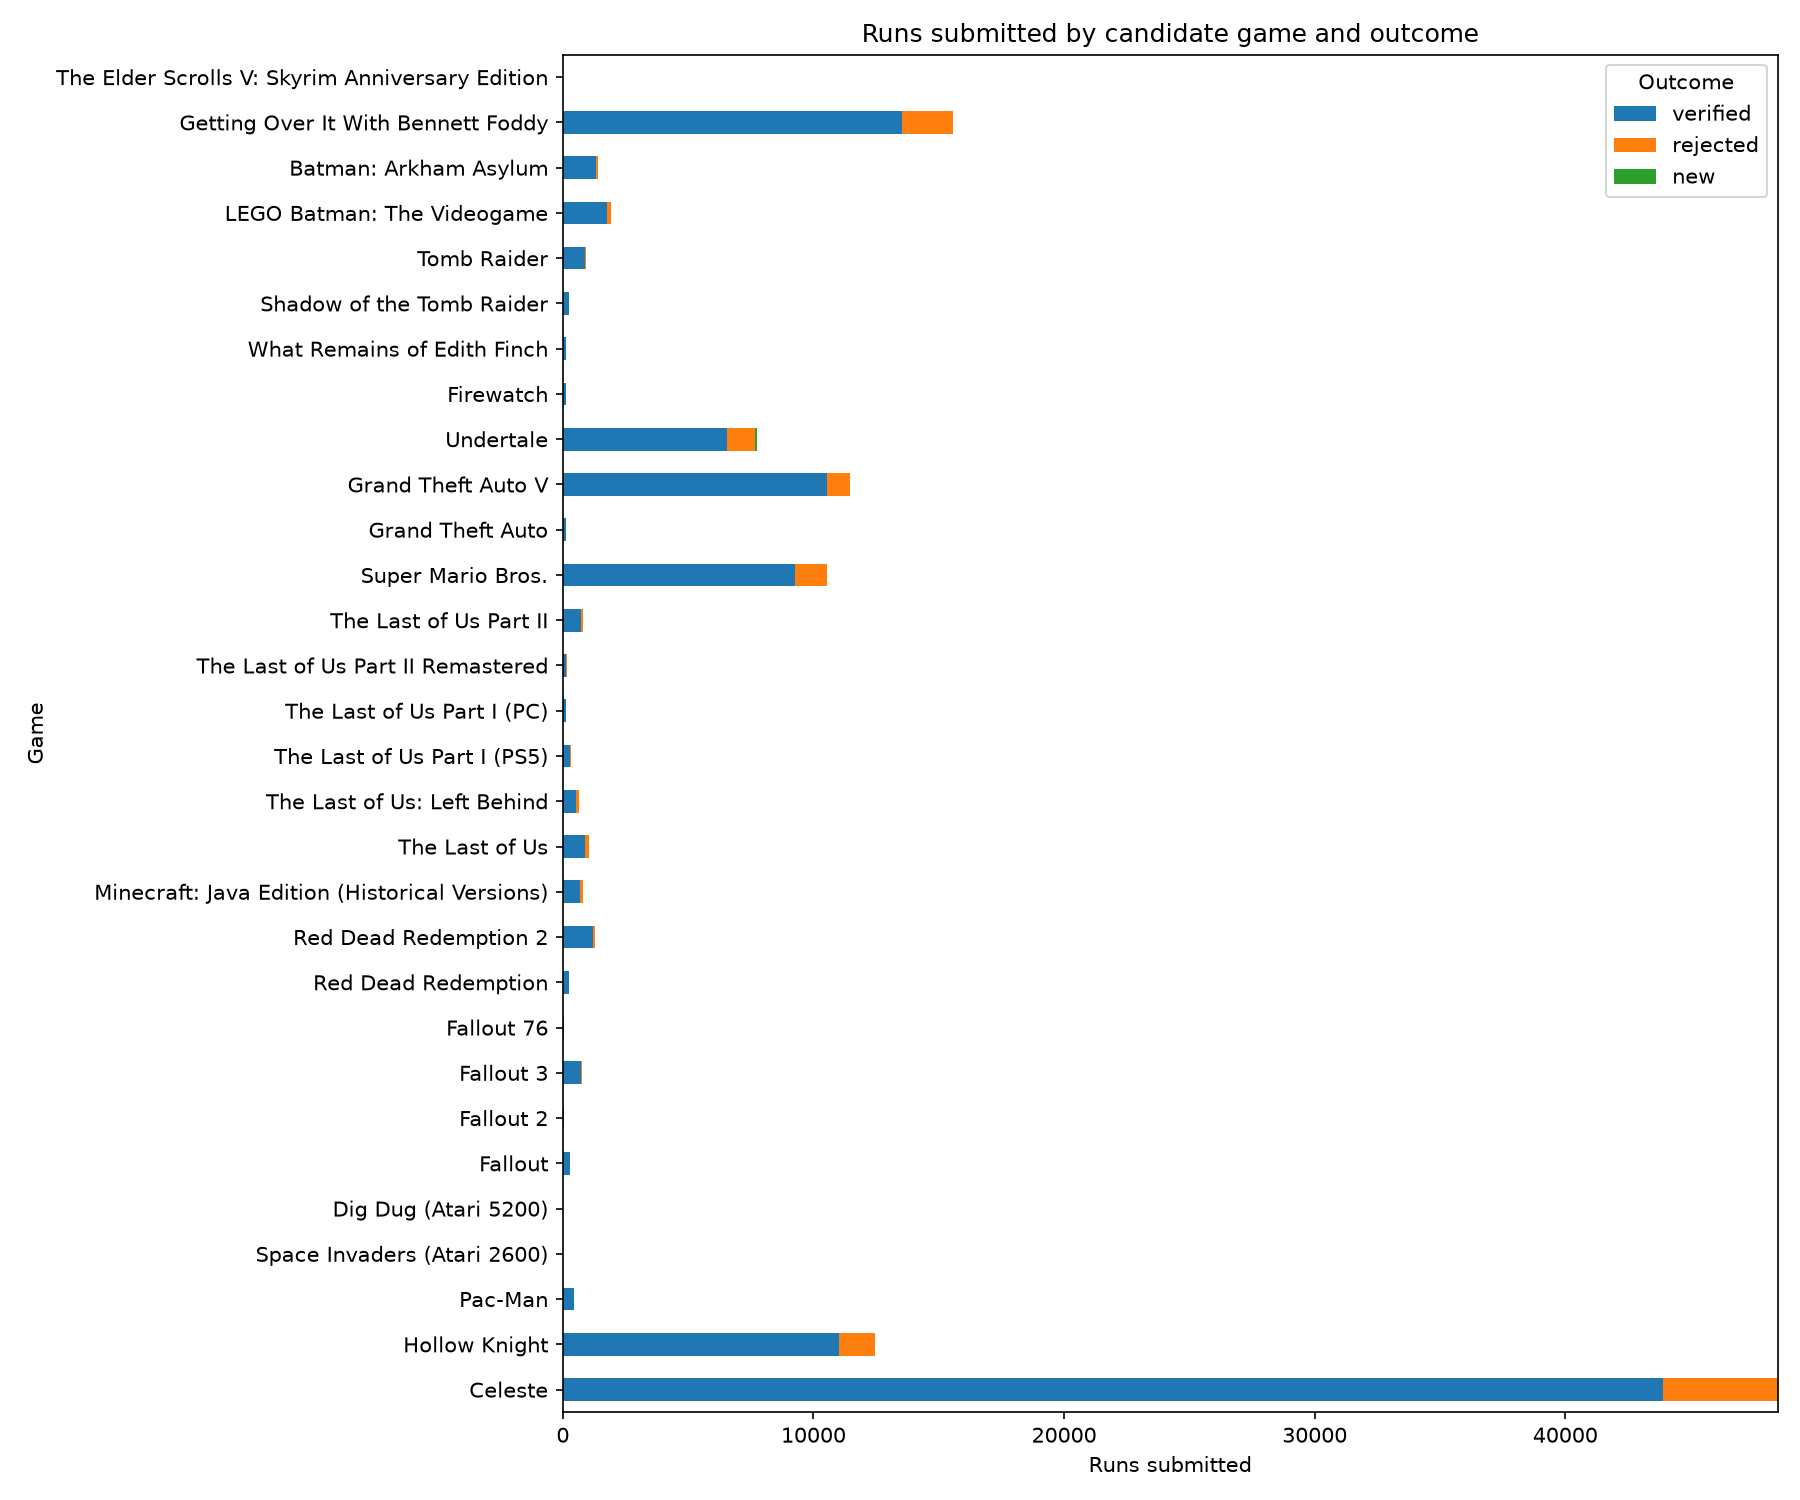 Runs submitted by candidate game and outcome
Outcome
verified
rejected
new
The Elder Scrolls V: Skyrim Anniversary Edition
Getting Over It With Bennett Foddy
Batman: Arkham Asylum
LEGO Batman: The Videogame
Tomb Raider
Shadow of the Tomb Raider
What Remains of Edith Finch
Firewatch
Undertale
Grand Theft Auto V
Grand Theft Auto
Super Mario Bros.
The Last of Us Part II
The Last of Us Part II Remastered
The Last of Us Part I (PC)
The Last of Us Part I (PS5)
The Last of Us: Left Behind
The Last of Us
Minecraft: Java Edition (Historical Versions)
Red Dead Redemption 2
Red Dead Redemption
Fallout 76
Fallout 3
Fallout 2
Fallout
Dig Dug (Atari 5200)
Space Invaders (Atari 2600)
Pac-Man
Hollow Knight
Celeste
Game
0 10000 20000 30000 40000
Runs submitted